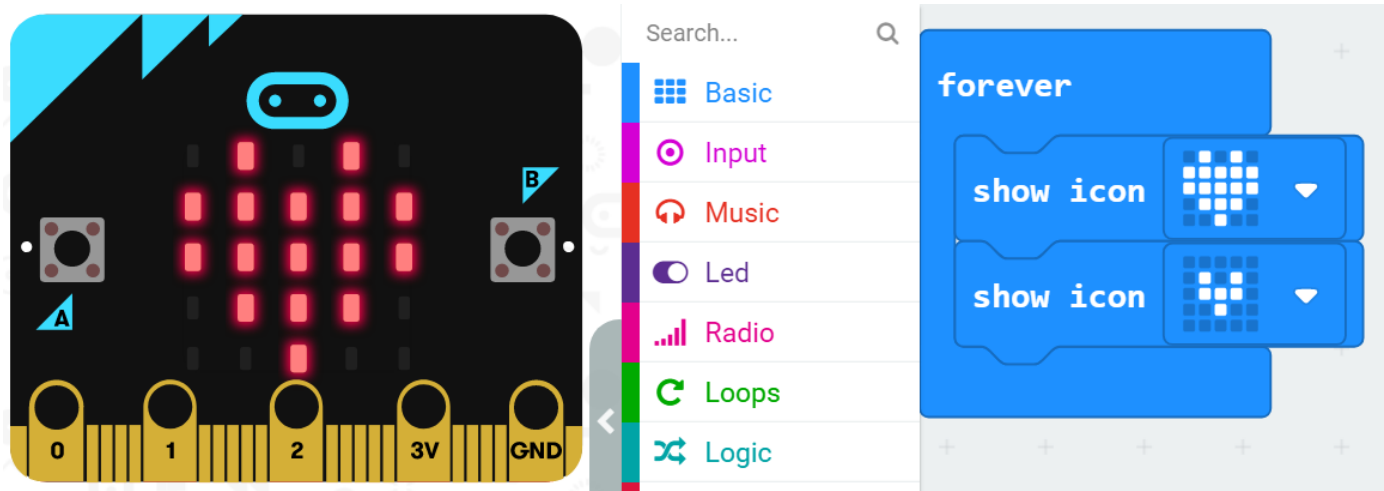 B
A
0
1
2
3V
GND
Search...
Basic
Input
Music
Led
Radio
Loops
Logic
forever
show icon
show icon